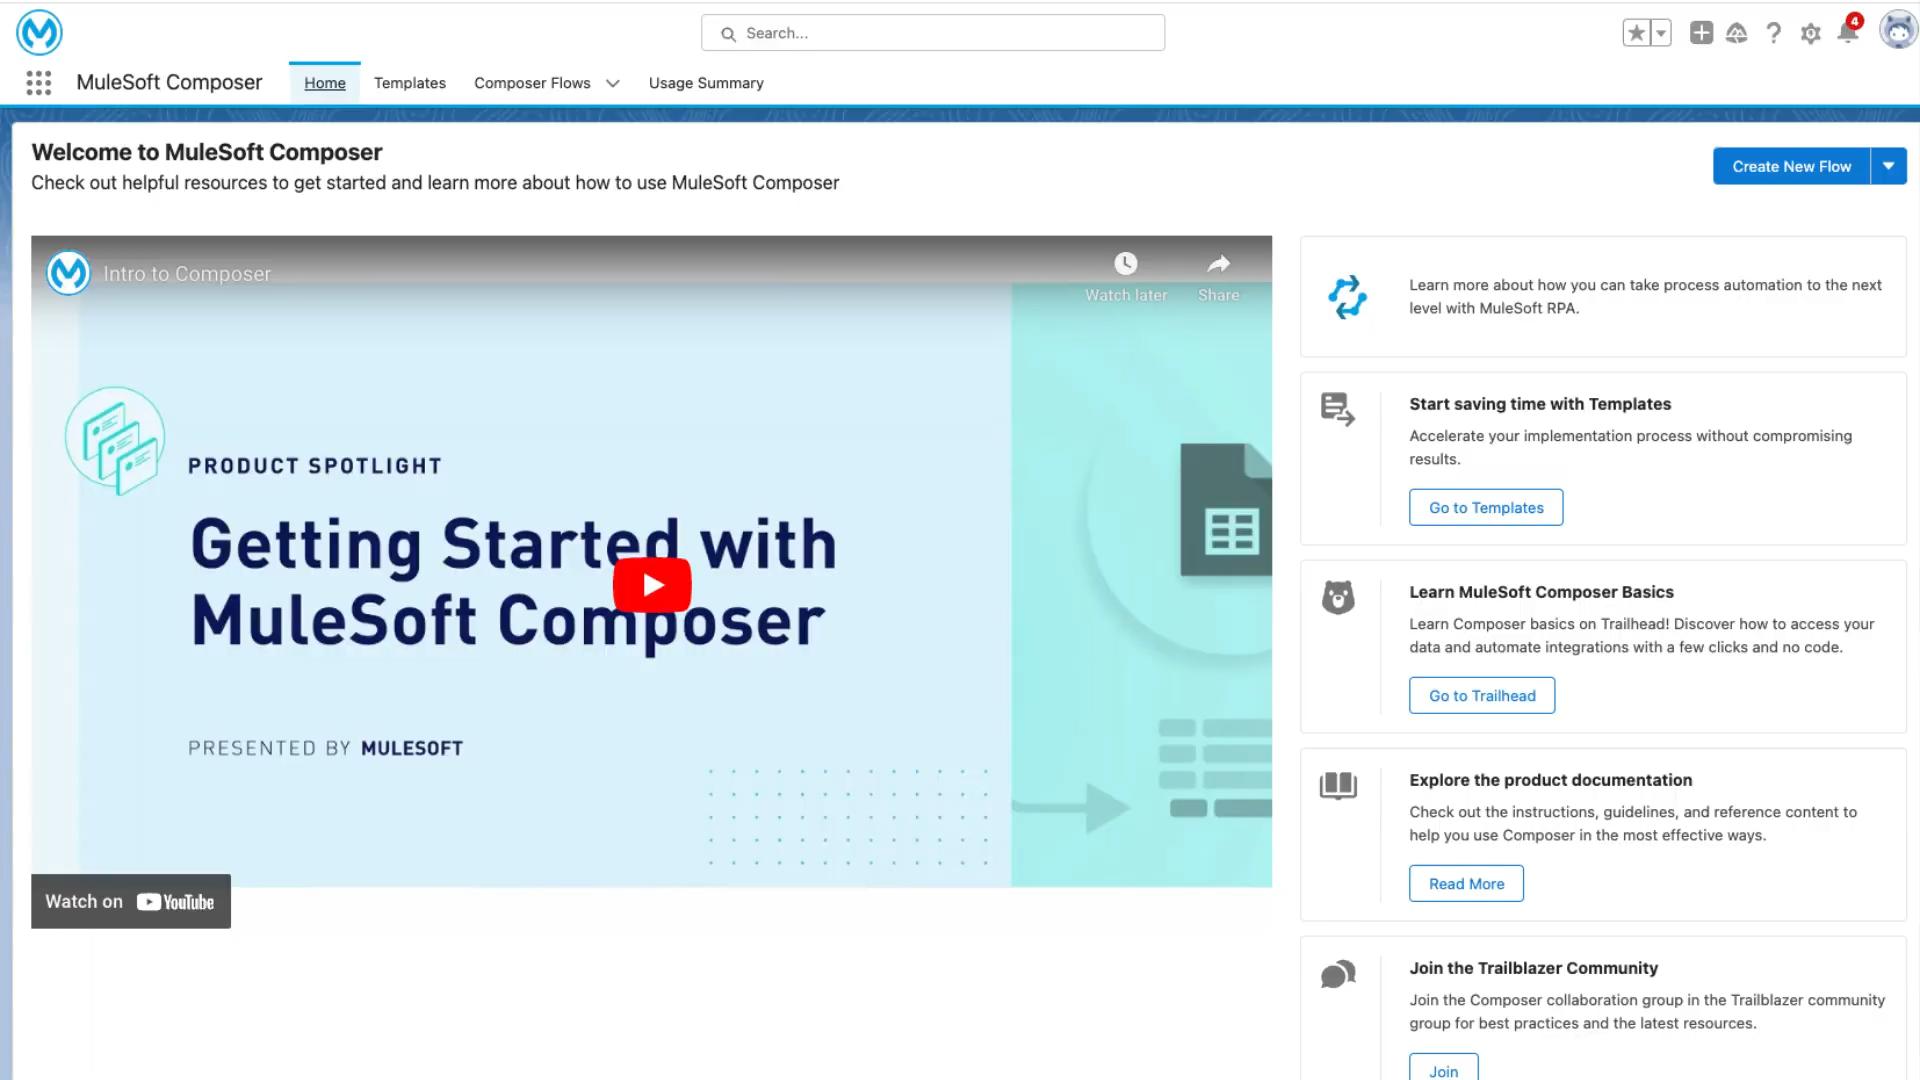 Search...
4
MuleSoft Composer
Home
Templates
Composer Flows
Usage Summary
Welcome to MuleSoft Composer
Check out helpful resources to get started and learn more about how to use MuleSoft Composer
Create New Flow
Intro to Composer
Watch later
Share
PRODUCT SPOTLIGHT
Getting Started with
MuleSoft Composer
PRESENTED BY MULESOFT
Watch on YouTube
Learn more about how you can take process automation to the next
level with MuleSoft RPA.
Start saving time with Templates
Accelerate your implementation process without compromising
results.
Go to Templates
Learn MuleSoft Composer Basics
Learn Composer basics on Trailhead! Discover how to access your
data and automate integrations with a few clicks and no code.
Go to Trailhead
Explore the product documentation
Check out the instructions, guidelines, and reference content to
help you use Composer in the most effective ways.
Read More
Join the Trailblazer Community
Join the Composer collaboration group in the Trailblazer community
group for best practices and the latest resources.
Join